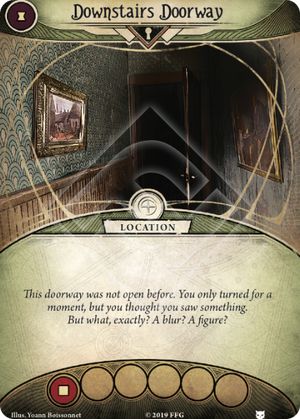 Downstairs Doorway
LOCATION
This doorway was not open before. You only turned for a
moment, but you thought you saw something.
But what, exactly? A blur? A figure?
Illus. Yoann Boissonnet
© 2019 FFG